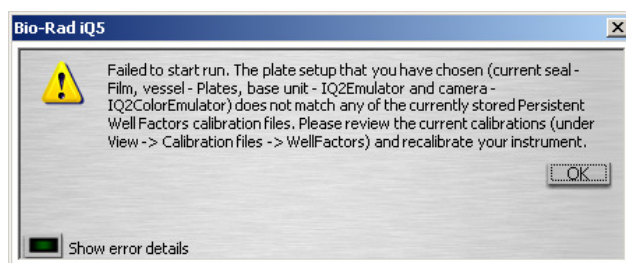 Bio-Rad iQ5
Failed to start run. The plate setup that you have chosen (current seal -
Film, vessel - Plates, base unit - IQ2Emulator and camera -
IQ2ColorEmulator) does not match any of the currently stored Persistent
Well Factors calibration files. Please review the current calibrations (under
View -> Calibration files -> WellFactors) and recalibrate your instrument.
OK
Show error details